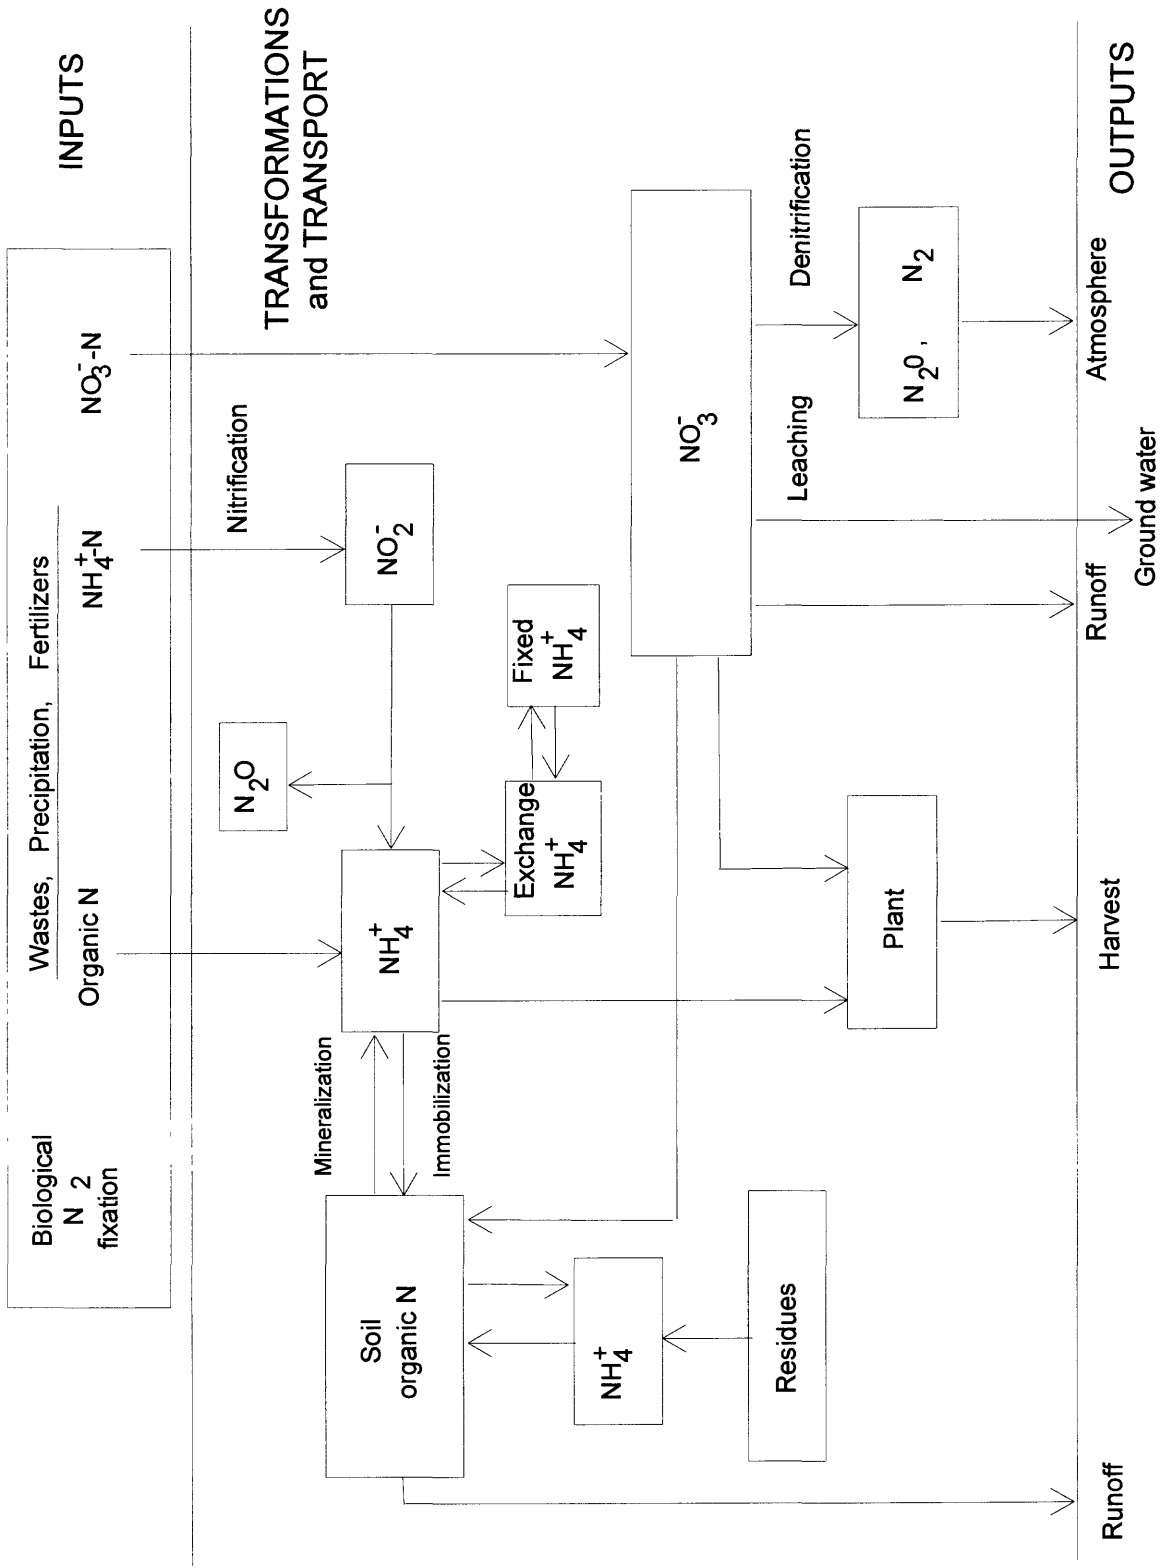 INPUTS
Biological
N 2
fixation
Wastes, Precipitation, Fertilizers
Organic N
NH₄⁺-N
NO₃⁻-N
TRANSFORMATIONS
and TRANSPORT
Nitrification
N₂O
NO₂⁻
Mineralization
Immobilization
Soil
organic N
NH₄⁺
Exchange
NH₄⁺
Fixed
NH₄⁺
NH₄⁺
Residues
NO₃⁻
Leaching
Denitrification
Plant
N₂O, N₂
Runoff
Harvest
Runoff
Ground water
Atmosphere
OUTPUTS